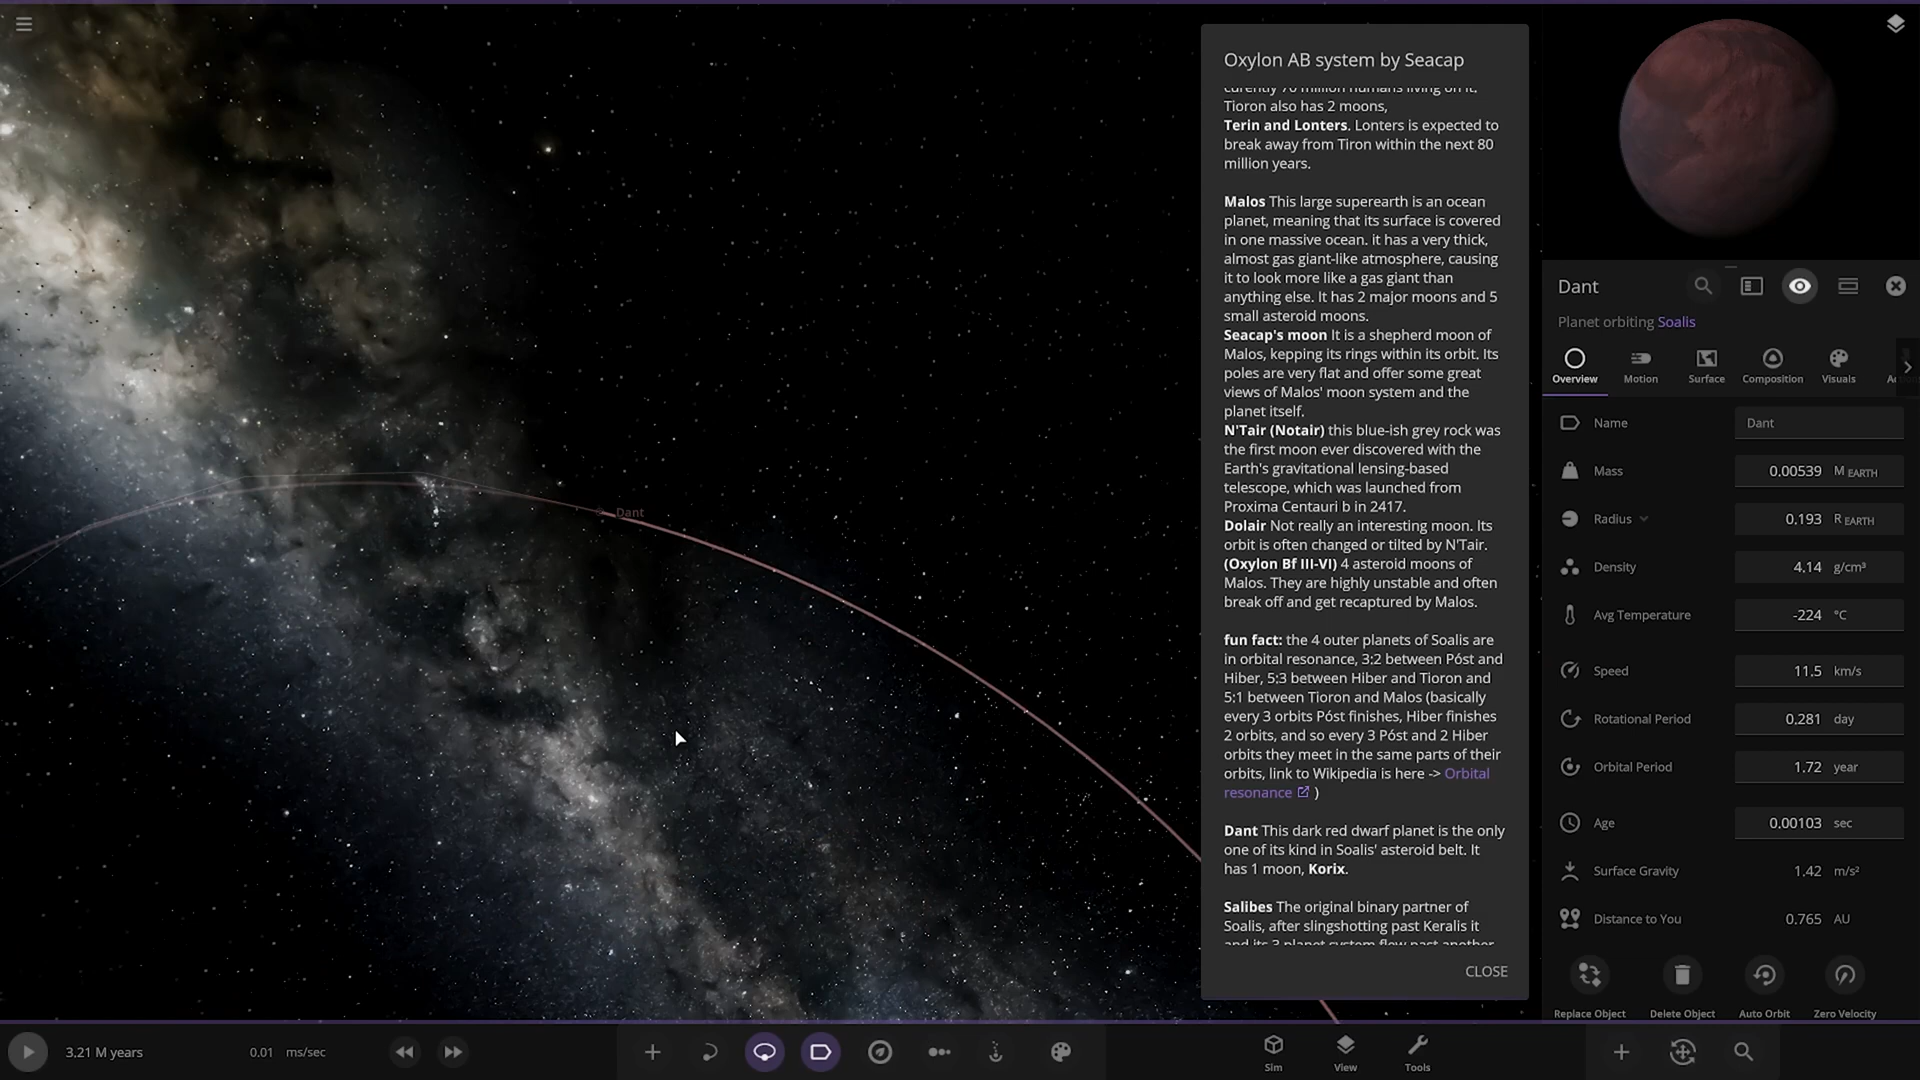 Oxylon AB system by Seacap
curently 70 million humans living on it,
Tioron also has 2 moons,
Terin and Lonters. Lonters is expected to
break away from Tiron within the next 80
million years.
Malos This large superearth is an ocean
planet, meaning that its surface is covered
in one massive ocean. it has a very thick,
almost gas giant-like atmosphere, causing
it to look more like a gas giant than
anything else. It has 2 major moons and 5
small asteroid moons.
Seacap's moon It is a shepherd moon of
Malos, kepping its rings within its orbit. Its
poles are very flat and offer some great
views of Malos' moon system and the
planet itself.
N'Tair (Notair) this blue-ish grey rock was
the first moon ever discovered with the
Earth's gravitational lensing-based
telescope, which was launched from
Proxima Centauri b in 2417.
Dolair Not really an interesting moon. Its
orbit is often changed or tilted by N'Tair.
(Oxylon Bf III-VI) 4 asteroid moons of
Malos. They are highly unstable and often
break off and get recaptured by Malos.
fun fact: the 4 outer planets of Soalis are
in orbital resonance, 3:2 between Póst and
Hiber, 5:3 between Hiber and Tioron and
5:1 between Tioron and Malos (basically
every 3 orbits Póst finishes, Hiber finishes
2 orbits, and so every 3 Póst and 2 Hiber
orbits they meet in the same parts of their
orbits, link to Wikipedia is here -> Orbital
resonance )
Dant This dark red dwarf planet is the only
one of its kind in Soalis' asteroid belt. It
has 1 moon, Korix.
Salibes The original binary partner of
Soalis, after slingshotting past Keralis it
and its 3 planet system flew past another
CLOSE
Dant
Dant
Planet orbiting Soalis
Overview Motion Surface Composition Visuals
Name Dant
Mass 0.00539 M EARTH
Radius 0.193 R EARTH
Density 4.14 g/cm³
Avg Temperature -224 °C
Speed 11.5 km/s
Rotational Period 0.281 day
Orbital Period 1.72 year
Age 0.00103 sec
Surface Gravity 1.42 m/s²
Distance to You 0.765 AU
Replace Object Delete Object Auto Orbit Zero Velocity
3.21 M years 0.01 ms/sec
Sim View Tools